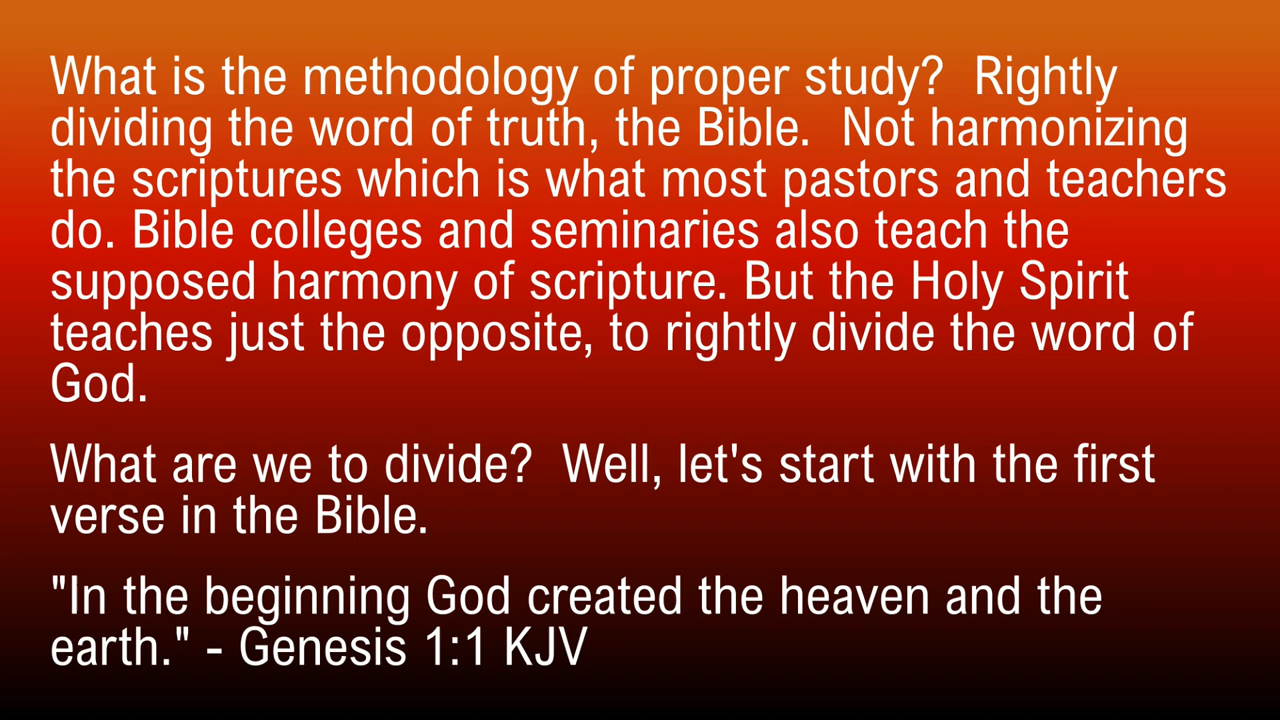 What is the methodology of proper study?  Rightly
dividing the word of truth, the Bible.  Not harmonizing
the scriptures which is what most pastors and teachers
do. Bible colleges and seminaries also teach the
supposed harmony of scripture. But the Holy Spirit
teaches just the opposite, to rightly divide the word of
God.
What are we to divide?  Well, let's start with the first
verse in the Bible.
"In the beginning God created the heaven and the
earth." - Genesis 1:1 KJV